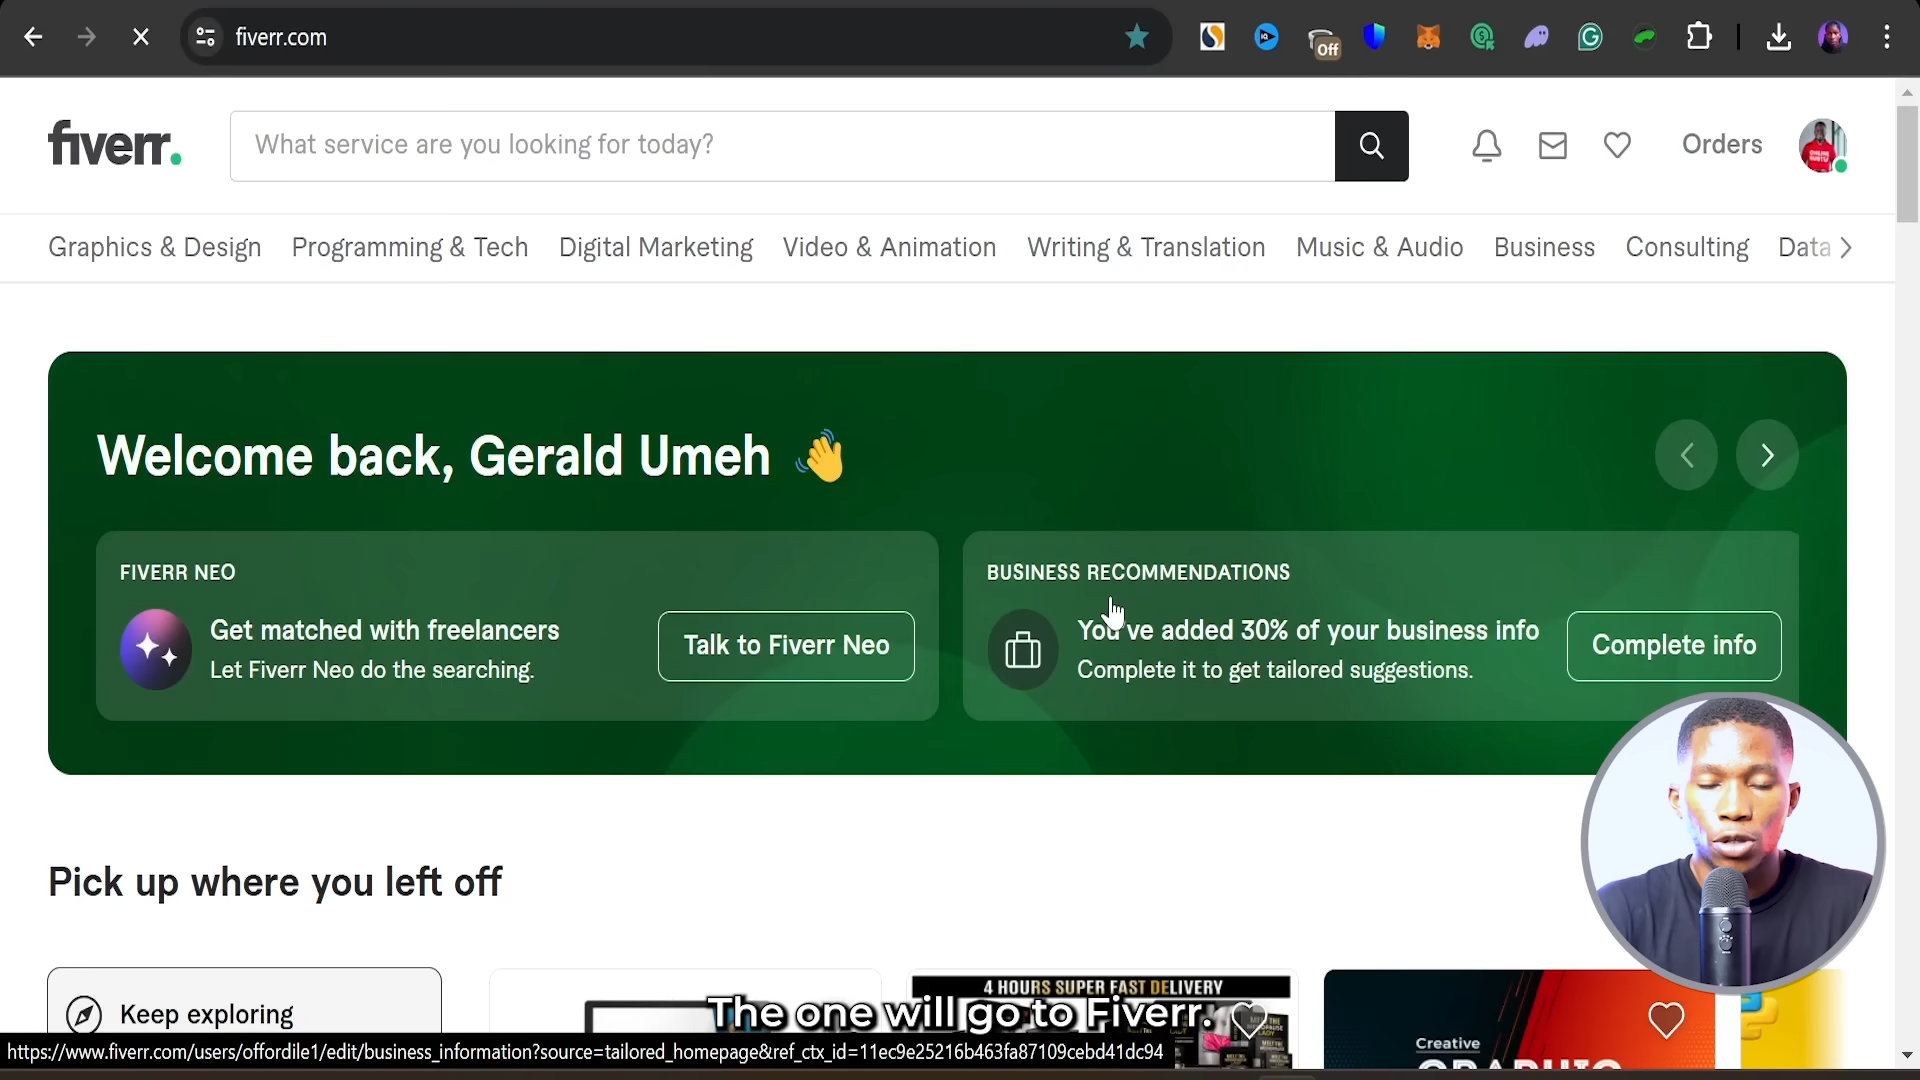 fiverr.com
Off
fiverr.
What service are you looking for today?
Orders
Graphics & Design Programming & Tech Digital Marketing Video & Animation Writing & Translation Music & Audio Business Consulting Data
Welcome back, Gerald Umeh 👋
FIVERR NEO
Get matched with freelancers
Let Fiverr Neo do the searching.
Talk to Fiverr Neo
BUSINESS RECOMMENDATIONS
You've added 30% of your business info
Complete it to get tailored suggestions.
Complete info
Pick up where you left off
Keep exploring
4 HOURS SUPER FAST DELIVERY
The one will go to Fiverr.
Creative
https://www.fiverr.com/users/offordile1/edit/business_information?source=tailored_homepage&ref_ctx_id=11ec9e25216b463fa87109cebd41dc94